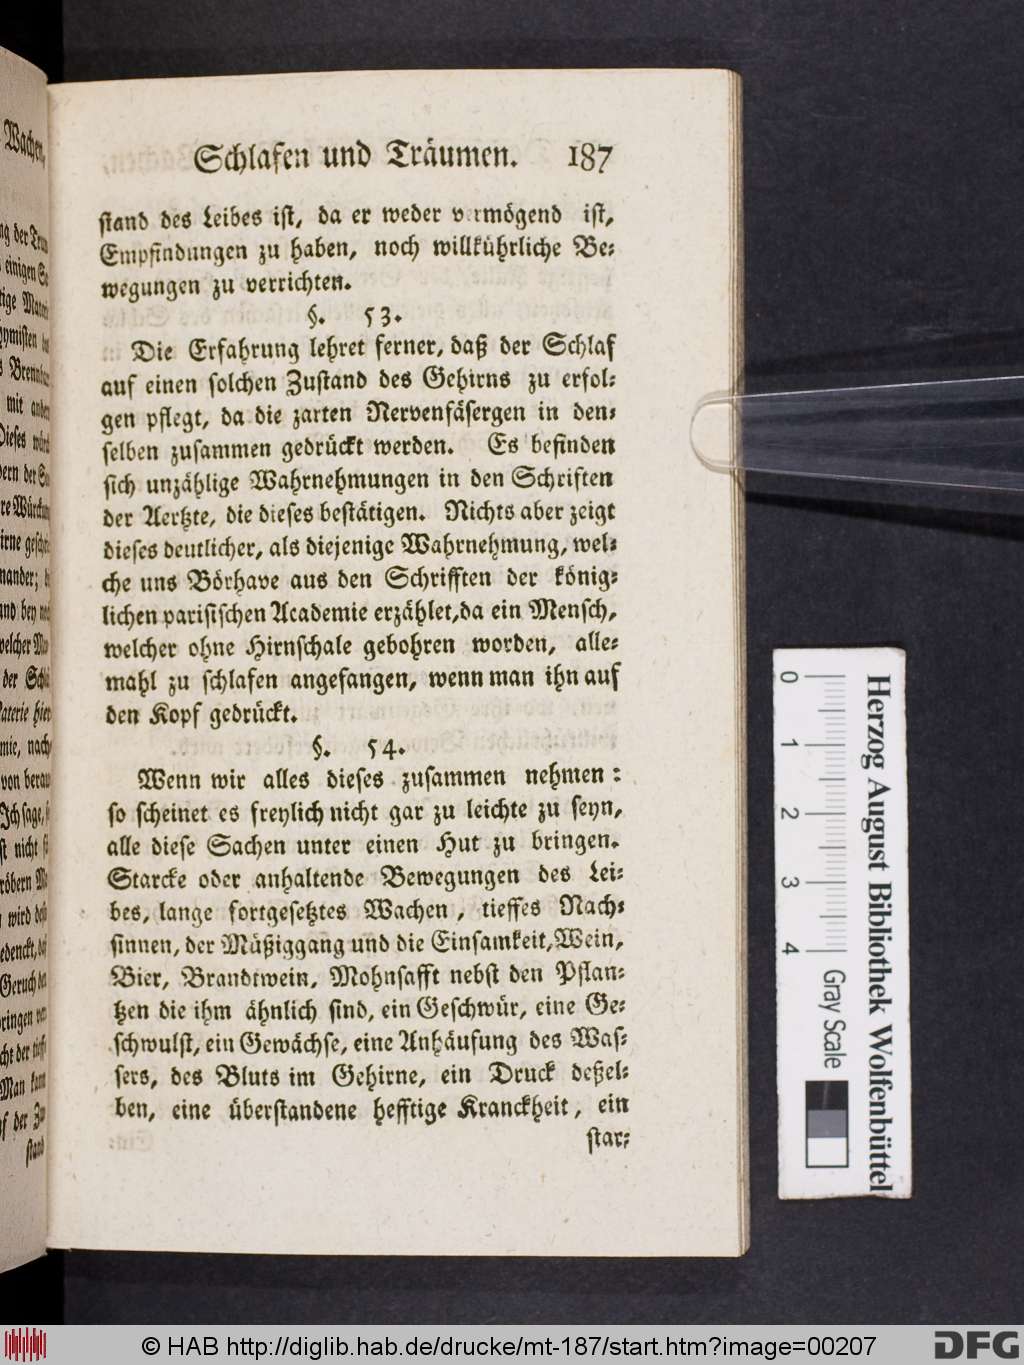 Schlafen und Träumen. 187
stand des Leibes ist, da er weder vermögend ist,
Empfindungen zu haben, noch willkührliche Be-
wegungen zu verrichten.
§. 53.
Die Erfahrung lehret ferner, daß der Schlaf
auf einen solchen Zustand des Gehirns zu erfol-
gen pflegt, da die zarten Nervenfäsergen in den-
selben zusammen gedrückt werden. Es befinden
sich unzählige Wahrnehmungen in den Schriften
der Aertzte, die dieses bestätigen. Nichts aber zeigt
dieses deutlicher, als diejenige Wahrnehmung, wel-
che uns Börhave aus den Schrifften der könig-
lichen parisischen Academie erzählet, da ein Mensch,
welcher ohne Hirnschale gebohren worden, alle-
mahl zu schlafen angefangen, wenn man ihn auf
den Kopf gedrückt.
§. 54.
Wenn wir alles dieses zusammen nehmen:
so scheinet es freylich nicht gar zu leichte zu seyn,
alle diese Sachen unter einen Hut zu bringen.
Starcke oder anhaltende Bewegungen des Lei-
bes, lange fortgesetztes Wachen, tieffes Nach-
sinnen, der Müßiggang und die Einsamkeit, Wein,
Bier, Brandtwein, Mohnsafft nebst den Pflan-
tzen die ihm ähnlich sind, ein Geschwür, eine Ge-
schwulst, ein Gewächse, eine Anhäufung des Was-
sers, des Bluts im Gehirne, ein Druck deßel-
ben, eine überstandene hefftige Kranckheit, ein
star-
Wachen,
0 1 2 3 4
Gray Scale
Herzog August Bibliothek Wolfenbüttel
© HAB http://diglib.hab.de/drucke/mt-187/start.htm?image=00207
DFG